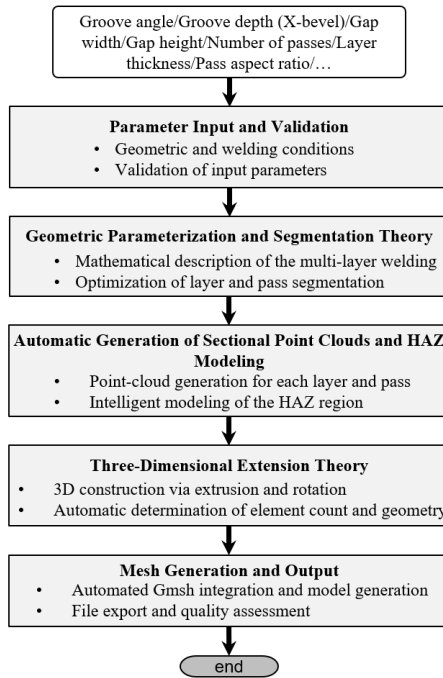 Groove angle/Groove depth (X-bevel)/Gap
width/Gap height/Number of passes/Layer
thickness/Pass aspect ratio/…
Parameter Input and Validation
• Geometric and welding conditions
• Validation of input parameters
Geometric Parameterization and Segmentation Theory
• Mathematical description of the multi-layer welding
• Optimization of layer and pass segmentation
Automatic Generation of Sectional Point Clouds and HAZ
Modeling
• Point-cloud generation for each layer and pass
• Intelligent modeling of the HAZ region
Three-Dimensional Extension Theory
• 3D construction via extrusion and rotation
• Automatic determination of element count and geometry
Mesh Generation and Output
• Automated Gmsh integration and model generation
• File export and quality assessment
end